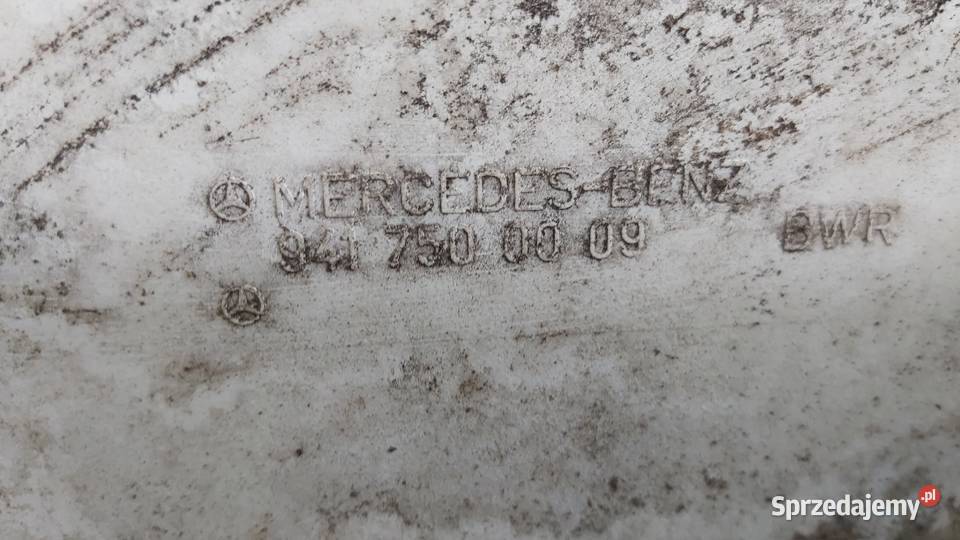 MERCEDES-BENZ
941 750 00 09
BWR
Sprzedajemy.pl